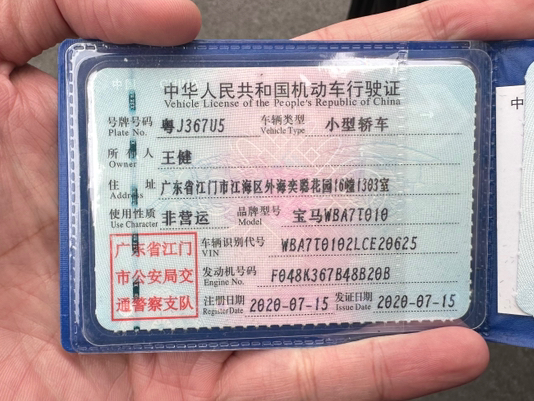 中华人民共和国机动车行驶证
Vehicle License of the People's Republic of China
号牌号码 粤J367U5 车辆类型 小型轿车
Plate No. Vehicle Type
所有人 王健
Owner
住址 广东省江门市江海区外海奕聪花园16幢1303室
Address
使用性质 非营运 品牌型号 宝马WBA7T010
Use Character Model
广东省江门
市公安局交
通警察支队
车辆识别代号 WBA7T0102LCE20625
VIN
发动机号码 F048K367B48B20B
Engine No.
注册日期 2020-07-15 发证日期 2020-07-15
Register Date Issue Date
中